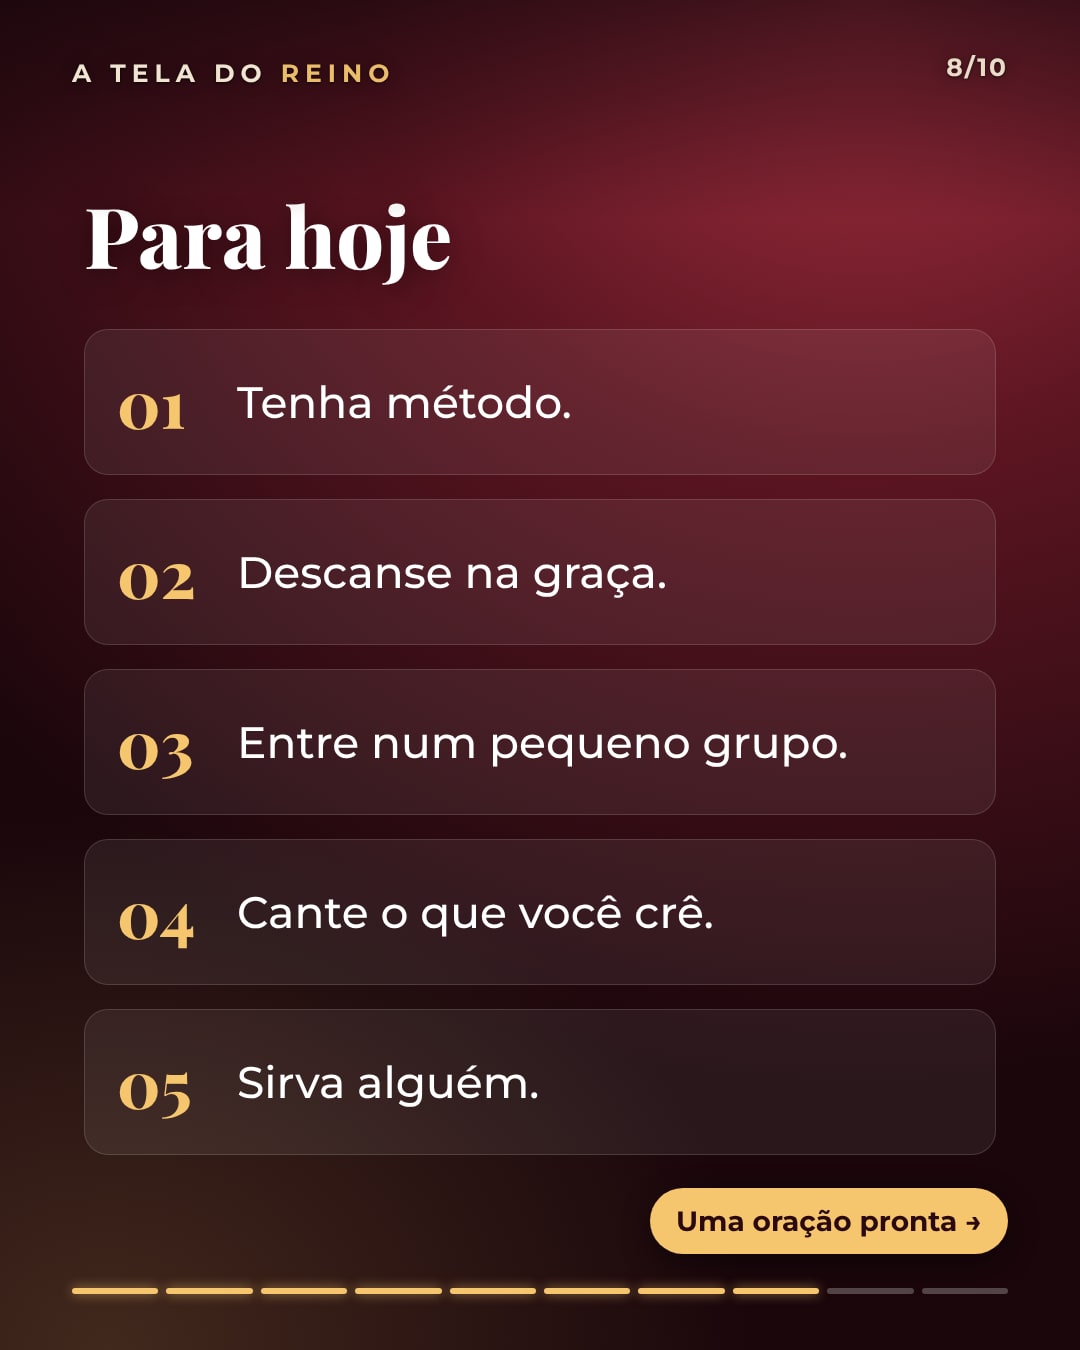 A TELA DO REINO
8/10
Para hoje
01 Tenha método.
02 Descanse na graça.
03 Entre num pequeno grupo.
04 Cante o que você crê.
05 Sirva alguém.
Uma oração pronta →